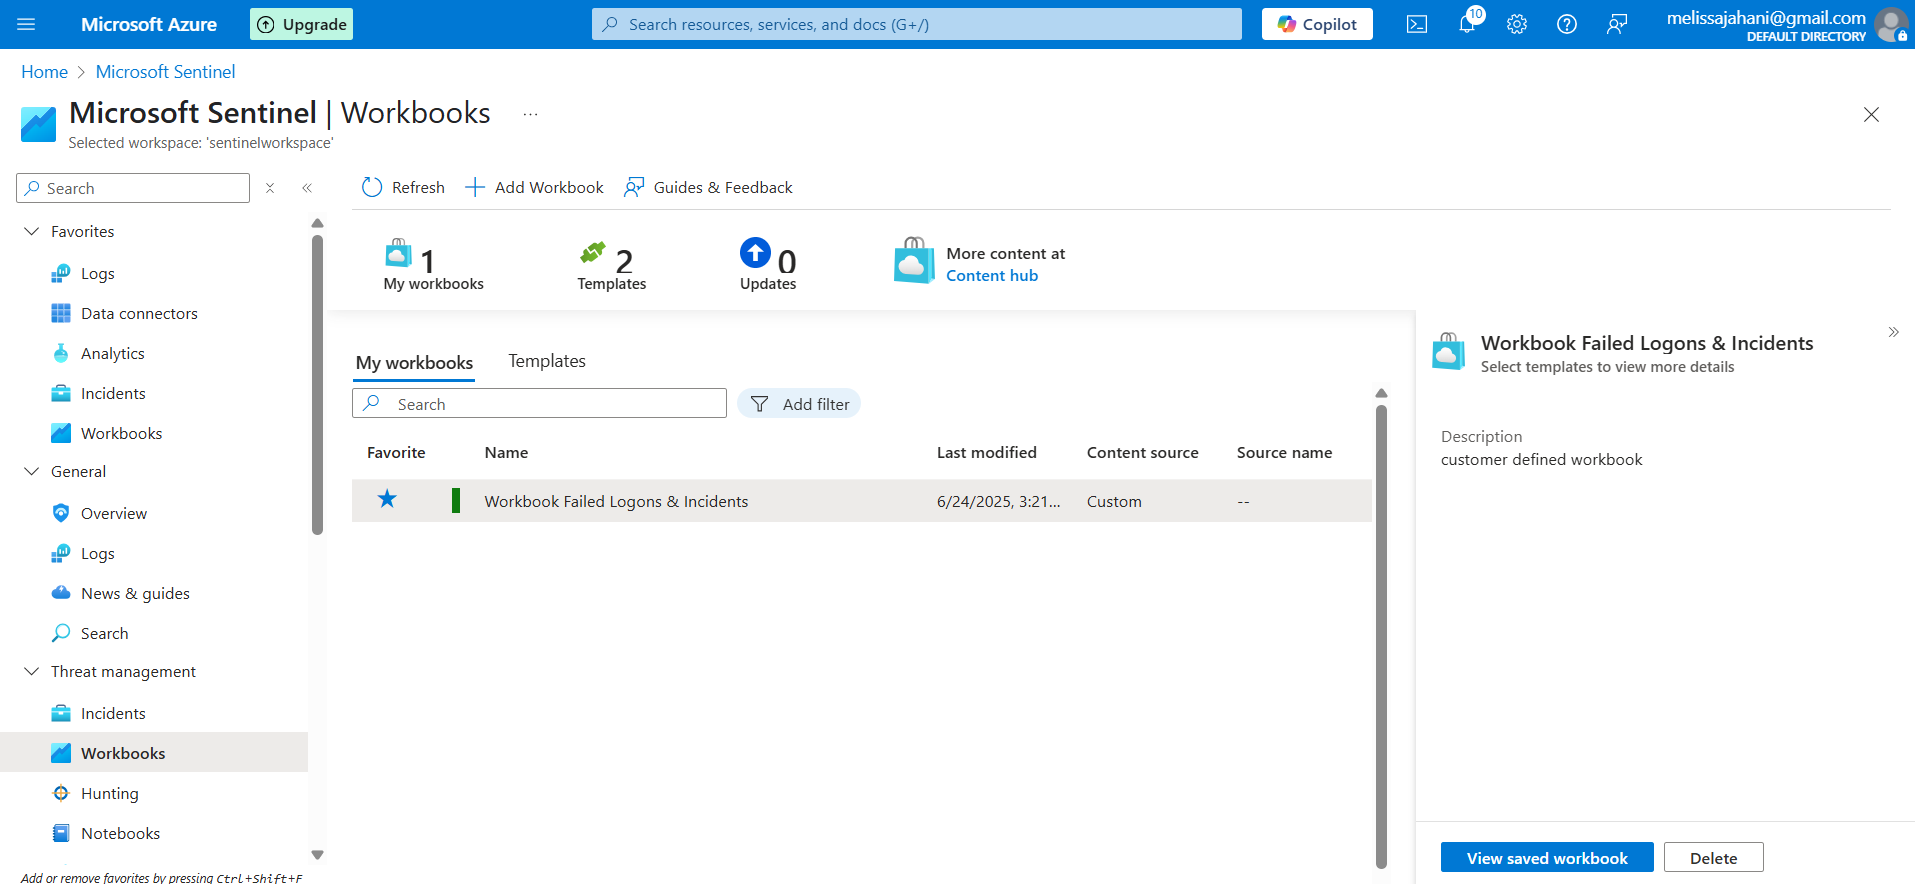 Microsoft Azure
Upgrade
Search resources, services, and docs (G+/)
Copilot
10
melissajahani@gmail.com
DEFAULT DIRECTORY
Home > Microsoft Sentinel
Microsoft Sentinel | Workbooks ...
Selected workspace: 'sentinelworkspace'
Search
Refresh
Add Workbook
Guides & Feedback
Favorites
Logs
Data connectors
Analytics
Incidents
Workbooks
General
Overview
Logs
News & guides
Search
Threat management
Incidents
Workbooks
Hunting
Notebooks
Add or remove favorites by pressing Ctrl+Shift+F
1
My workbooks
2
Templates
0
Updates
More content at
Content hub
My workbooks
Templates
Search
Add filter
Favorite Name Last modified Content source Source name
Workbook Failed Logons & Incidents 6/24/2025, 3:21... Custom --
Workbook Failed Logons & Incidents
Select templates to view more details
Description
customer defined workbook
View saved workbook
Delete